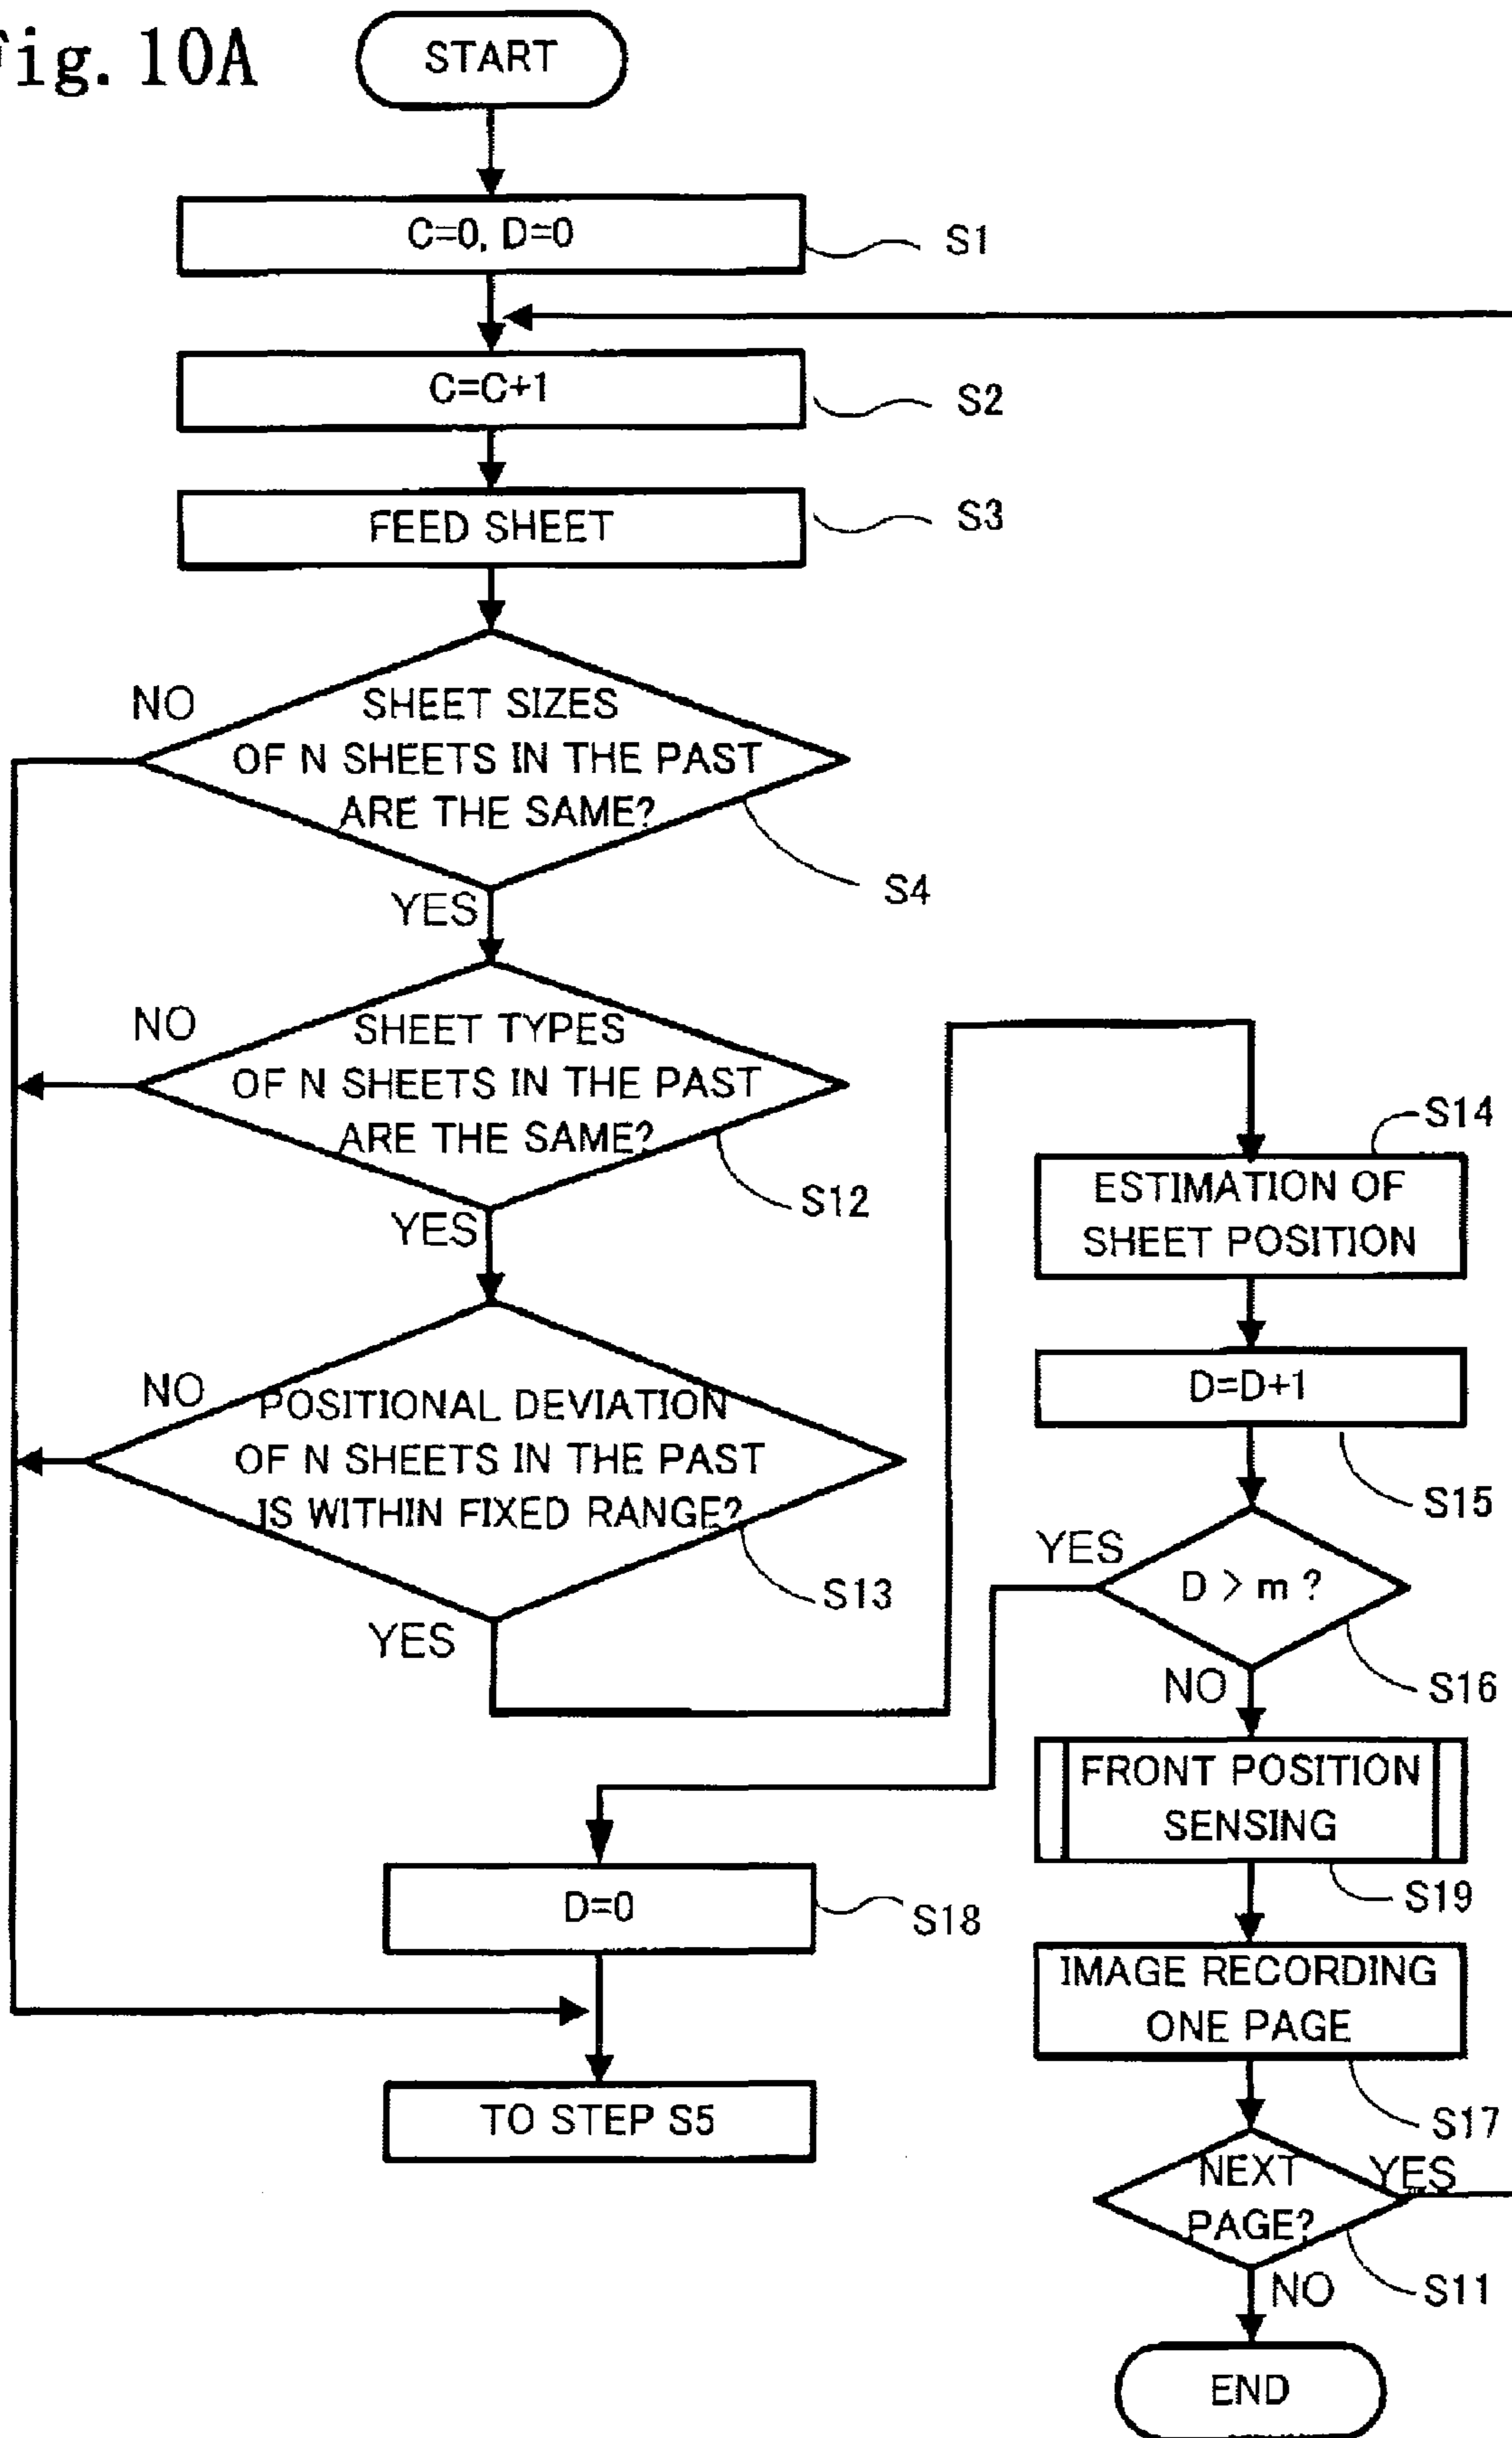 Fig. 10A
START
C=0, D=0
S1
C=C+1
S2
FEED SHEET
S3
NO
SHEET SIZES
OF N SHEETS IN THE PAST
ARE THE SAME?
S4
YES
NO
SHEET TYPES
OF N SHEETS IN THE PAST
ARE THE SAME?
S12
YES
NO
POSITIONAL DEVIATION
OF N SHEETS IN THE PAST
IS WITHIN FIXED RANGE?
S13
YES
S14
ESTIMATION OF
SHEET POSITION
D=D+1
S15
YES
D > m ?
S16
NO
FRONT POSITION
SENSING
S19
D=0
S18
TO STEP S5
IMAGE RECORDING
ONE PAGE
S17
NEXT
PAGE?
YES
S11
NO
END